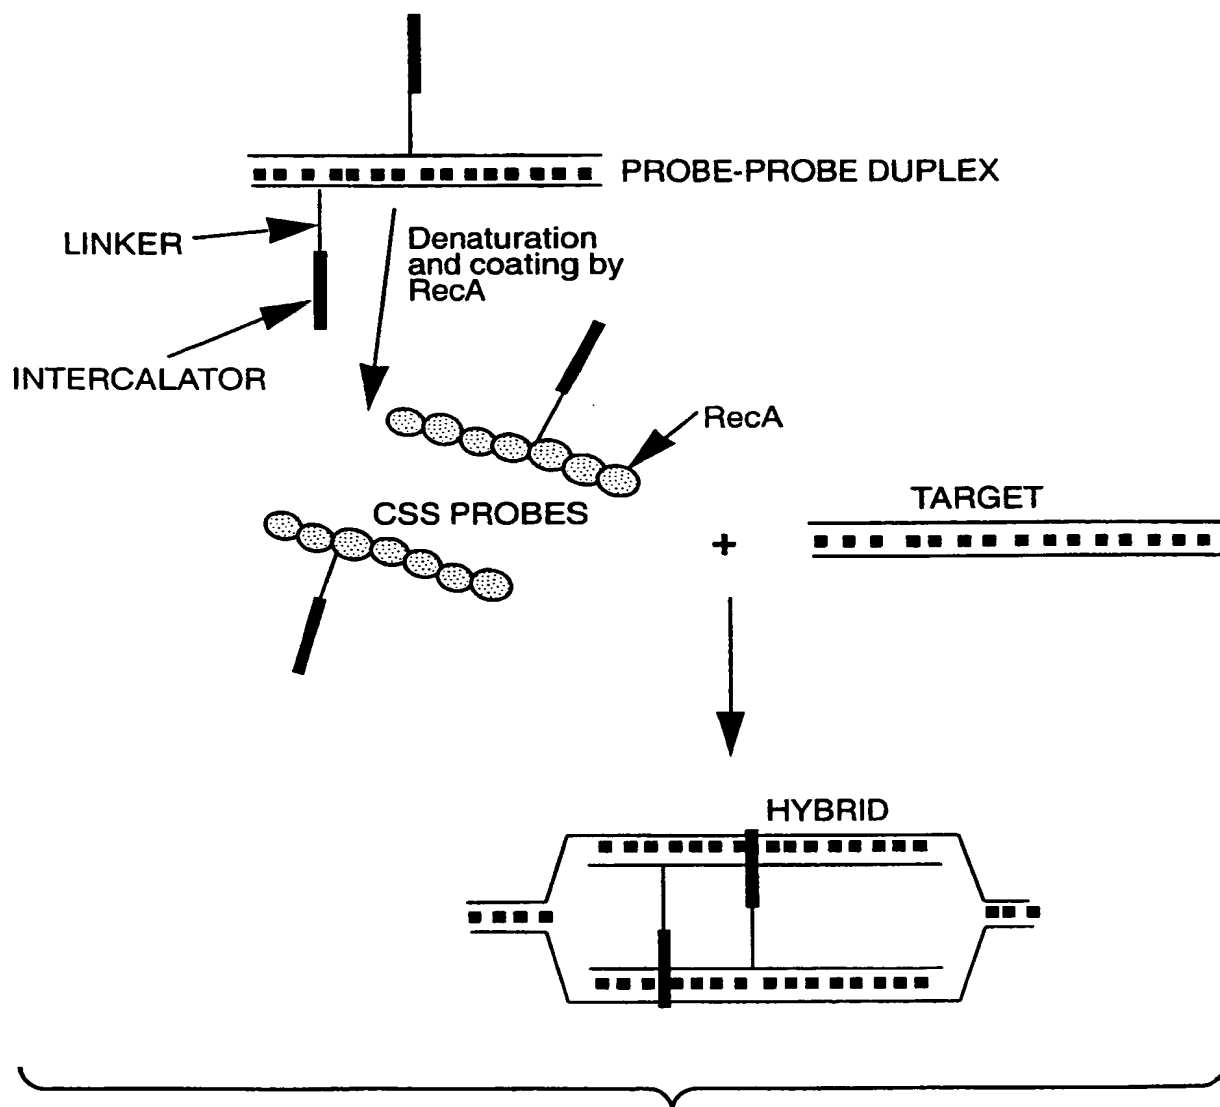 PROBE-PROBE DUPLEX
LINKER
Denaturation
and coating by
RecA
INTERCALATOR
RecA
CSS PROBES
TARGET
+
HYBRID